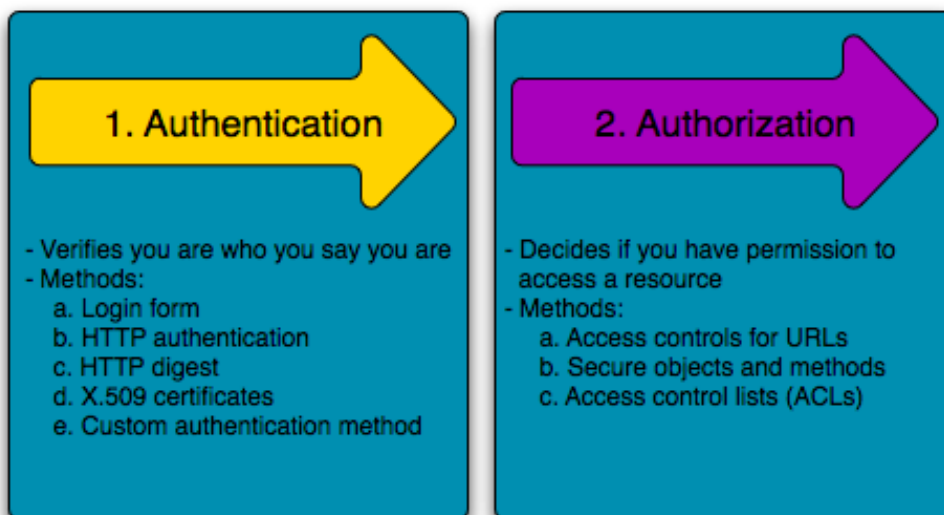 1. Authentication
- Verifies you are who you say you are
- Methods:
a. Login form
b. HTTP authentication
c. HTTP digest
d. X.509 certificates
e. Custom authentication method
2. Authorization
- Decides if you have permission to
access a resource
- Methods:
a. Access controls for URLs
b. Secure objects and methods
c. Access control lists (ACLs)